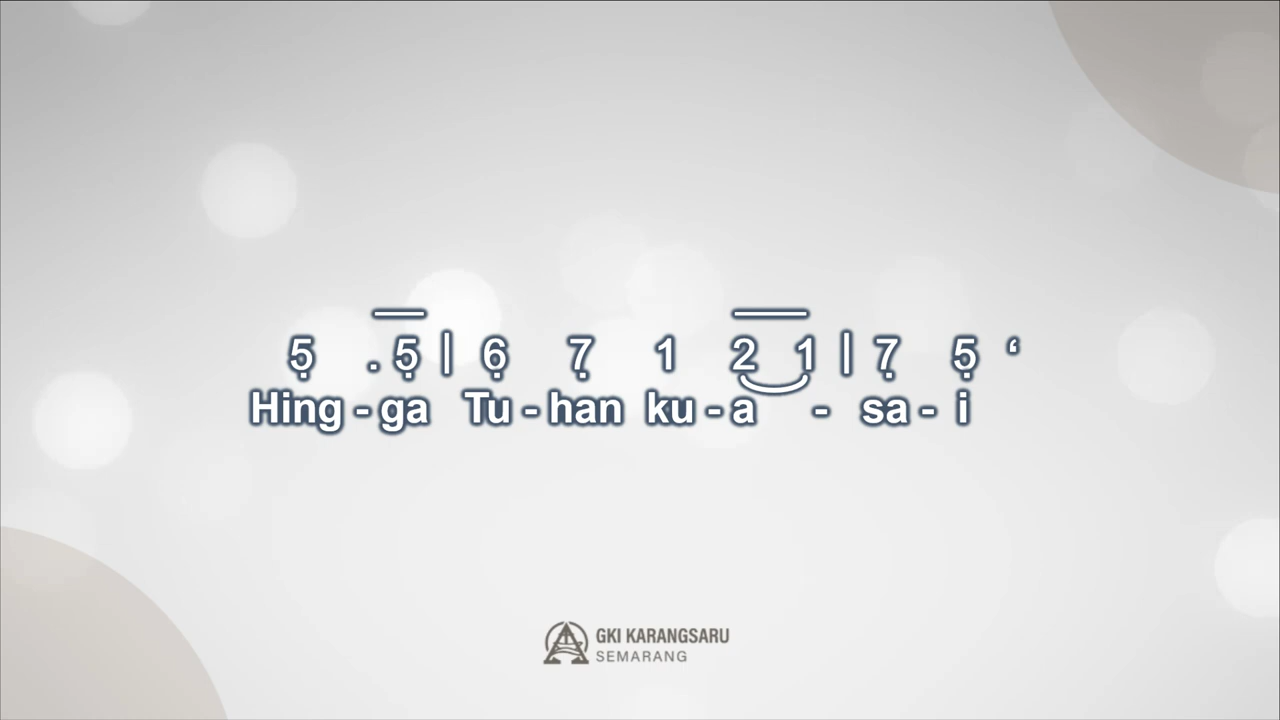 5̣ . 5̣ | 6̣ 7̣ 1 2 1 | 7̣ 5̣ ‘
Hing - ga Tu - han ku - a - sa - i
GKI KARANGSARU
SEMARANG